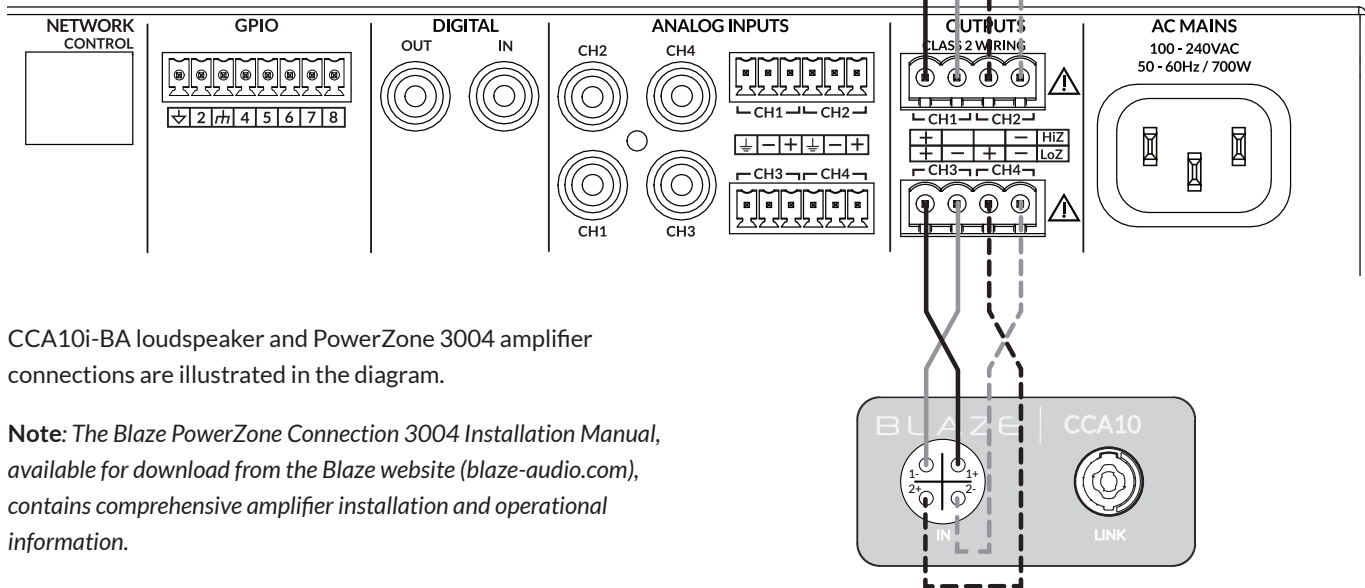 NETWORK
CONTROL
GPIO
2 4 5 6 7 8
DIGITAL
OUT IN
ANALOG INPUTS
CH2 CH4
CH1 CH3
CH1 CH2
⏚ − + ⏚ − +
CH3 CH4
OUTPUTS
CLASS 2 WIRING
CH1 CH2
+ − HiZ
+ − + − LoZ
CH3 CH4
AC MAINS
100 - 240VAC
50 - 60Hz / 700W
CCA10i-BA loudspeaker and PowerZone 3004 amplifier
connections are illustrated in the diagram.
Note: The Blaze PowerZone Connection 3004 Installation Manual,
available for download from the Blaze website (blaze-audio.com),
contains comprehensive amplifier installation and operational
information.
BLAZE CCA10
1- 1+
2+ 2-
IN LINK